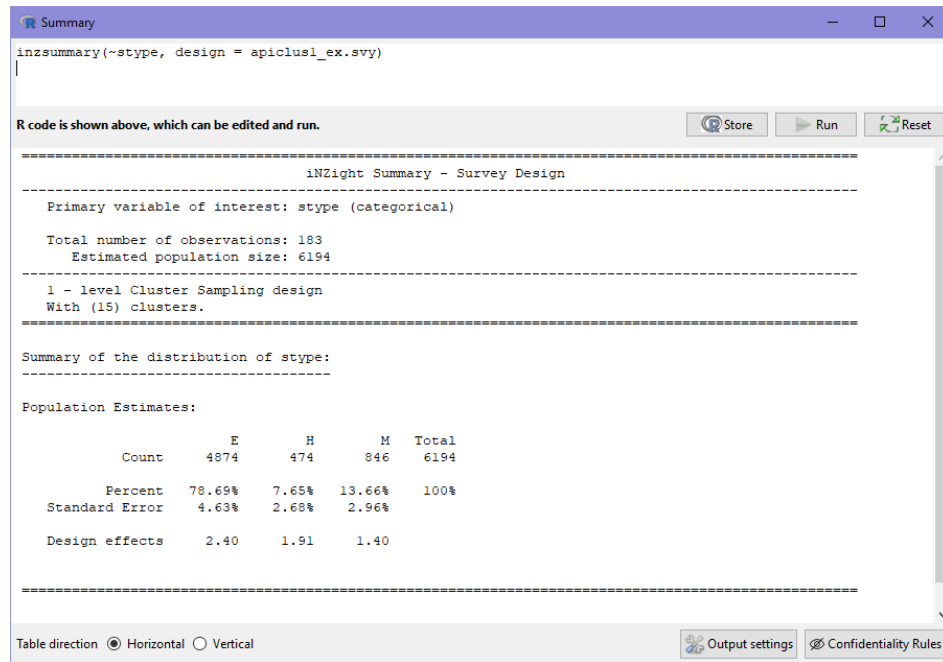 Summary
inzsummary(~stype, design = apiclus1_ex.svy)
R code is shown above, which can be edited and run.
Store
Run
Reset
====================================================================================================
iNZight Summary - Survey Design
----------------------------------------------------------------------------------------------------
Primary variable of interest: stype (categorical)
Total number of observations: 183
Estimated population size: 6194
----------------------------------------------------------------------------------------------------
1 - level Cluster Sampling design
With (15) clusters.
====================================================================================================
Summary of the distribution of stype:
-------------------------------------
Population Estimates:
E H M Total
Count 4874 474 846 6194
Percent 78.69% 7.65% 13.66% 100%
Standard Error 4.63% 2.68% 2.96%
Design effects 2.40 1.91 1.40
====================================================================================================
Table direction Horizontal Vertical
Output settings
Confidentiality Rules